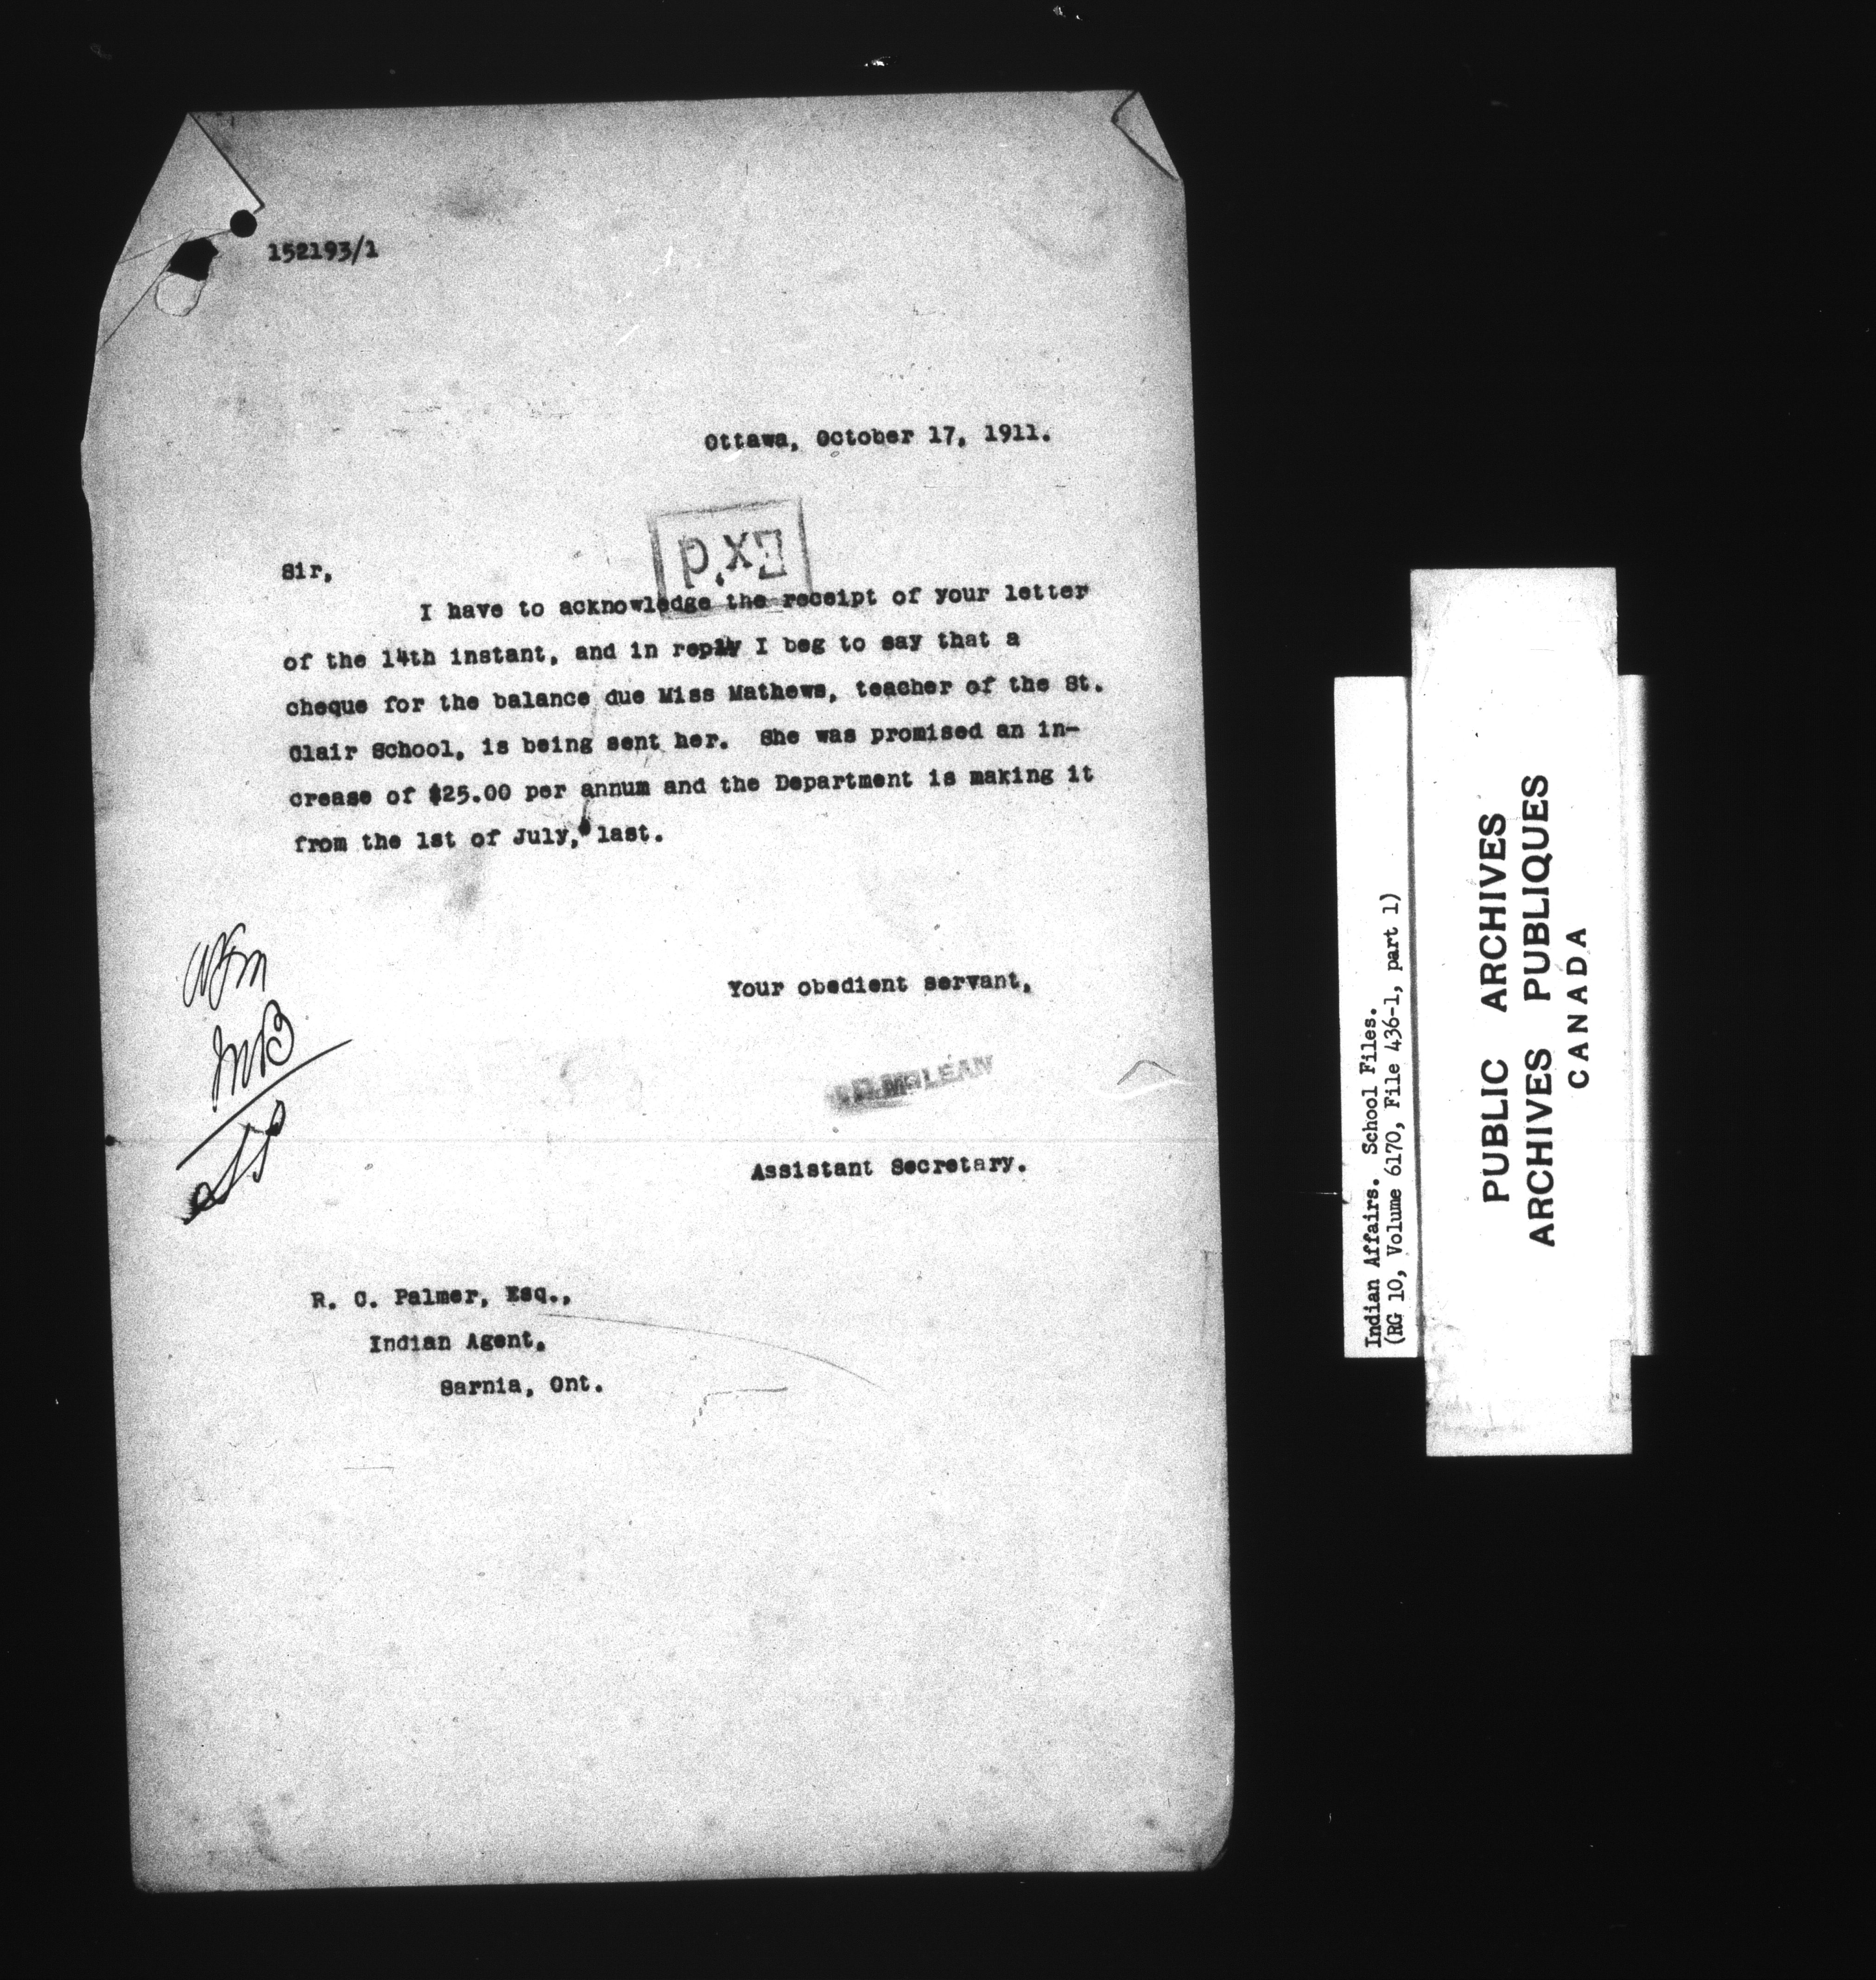 152193/1
Ottawa, October 17, 1911.
Ex'd
Sir,
I have to acknowledge the receipt of your letter
of the 14th instant, and in reply I beg to say that a
cheque for the balance due Miss Mathews, teacher of the St.
Clair School, is being sent her. She was promised an in-
crease of $25.00 per annum and the Department is making it
from the 1st of July, last.
Your obedient servant,
McLEAN
Assistant Secretary.
R. C. Palmer, Esq.,
Indian Agent,
Sarnia, Ont.
Indian Affairs. School Files.
(RG 10, Volume 6170, File 436-1, part 1)
PUBLIC ARCHIVES
ARCHIVES PUBLIQUES
CANADA